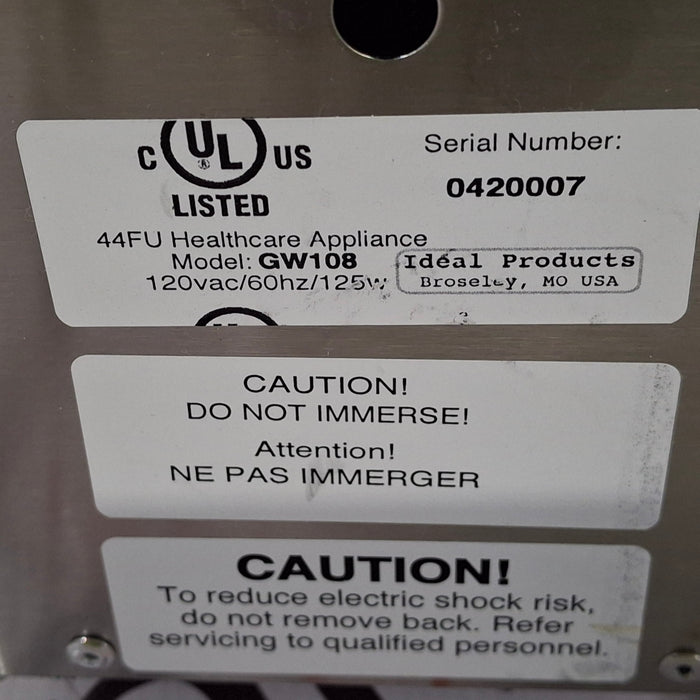 C UL US
LISTED
Serial Number:
0420007
44FU Healthcare Appliance
Model: GW108
120vac/60hz/125w
Ideal Products
Broseley, MO USA
CAUTION!
DO NOT IMMERSE!
Attention!
NE PAS IMMERGER
CAUTION!
To reduce electric shock risk,
do not remove back. Refer
servicing to qualified personnel.